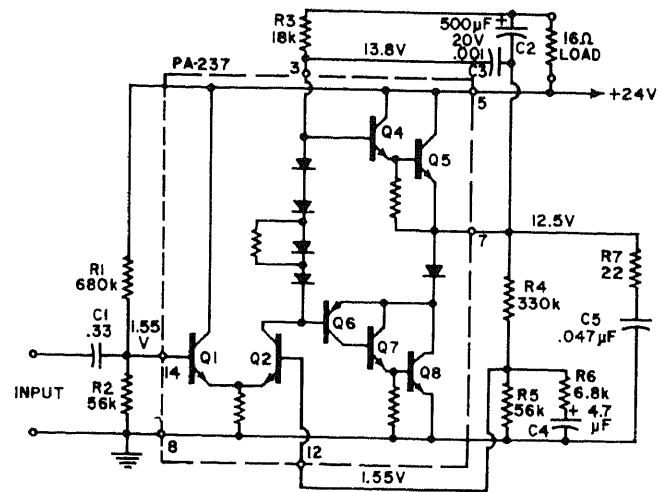 R3
18k
500µF
20V
+
C2
16Ω
LOAD
13.8V
.001
C3
PA-237
3
5
+24V
Q4
Q5
12.5V
7
R1
680k
R7
22
R4
330k
C1
.33
1.55
V
Q6
C5
.047µF
Q1
Q2
Q7
Q8
14
INPUT
R2
56k
R5
56k
R6
6.8k
+ 4.7
µF
C4
8
12
1.55V